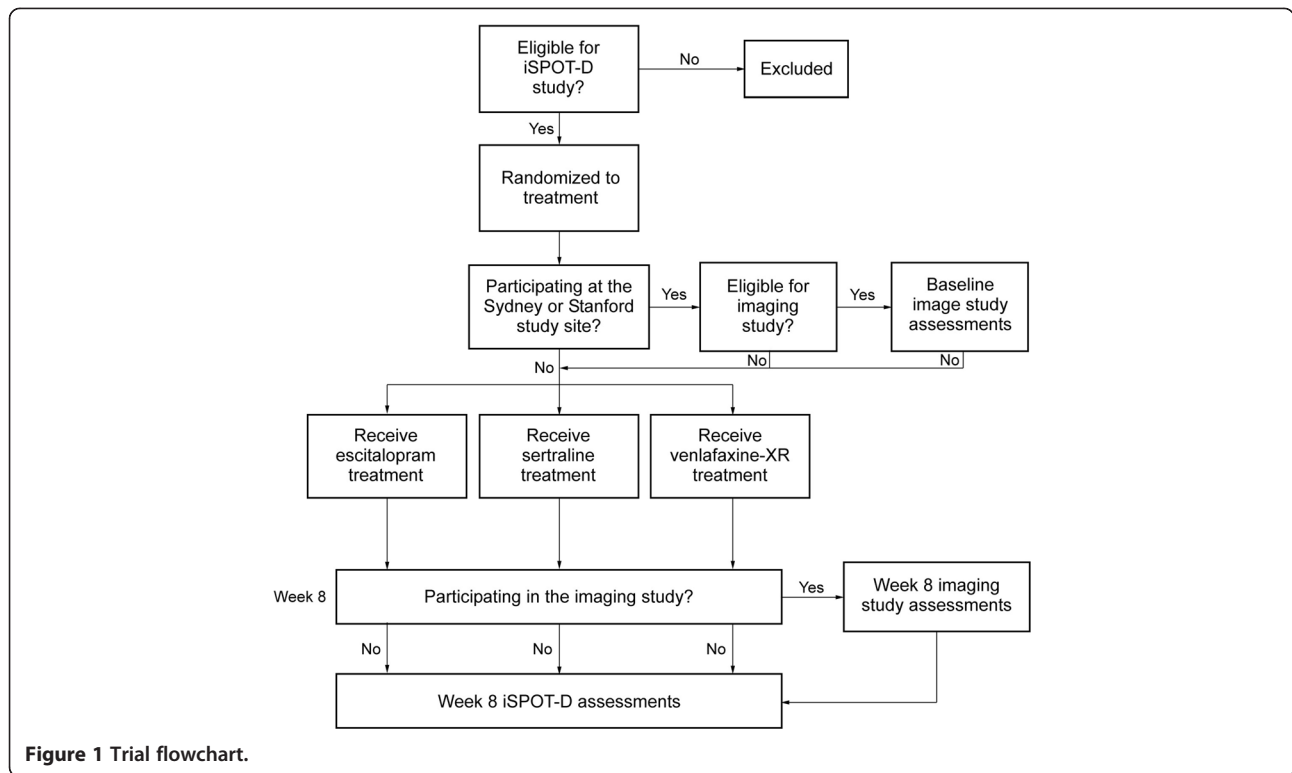 Eligible for
iSPOT-D
study?
No
Excluded
Yes
Randomized to
treatment
Participating at the
Sydney or Stanford
study site?
Yes
Eligible for
imaging
study?
Yes
Baseline
image study
assessments
No
No
No
Receive
escitalopram
treatment
Receive
sertraline
treatment
Receive
venlafaxine-XR
treatment
Week 8
Participating in the imaging study?
Yes
Week 8 imaging
study assessments
No
No
No
Week 8 iSPOT-D assessments
Figure 1 Trial flowchart.